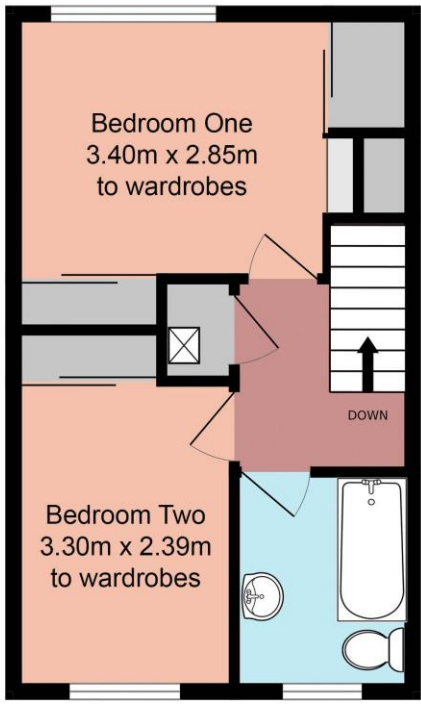 Bedroom One
3.40m x 2.85m
to wardrobes
DOWN
Bedroom Two
3.30m x 2.39m
to wardrobes